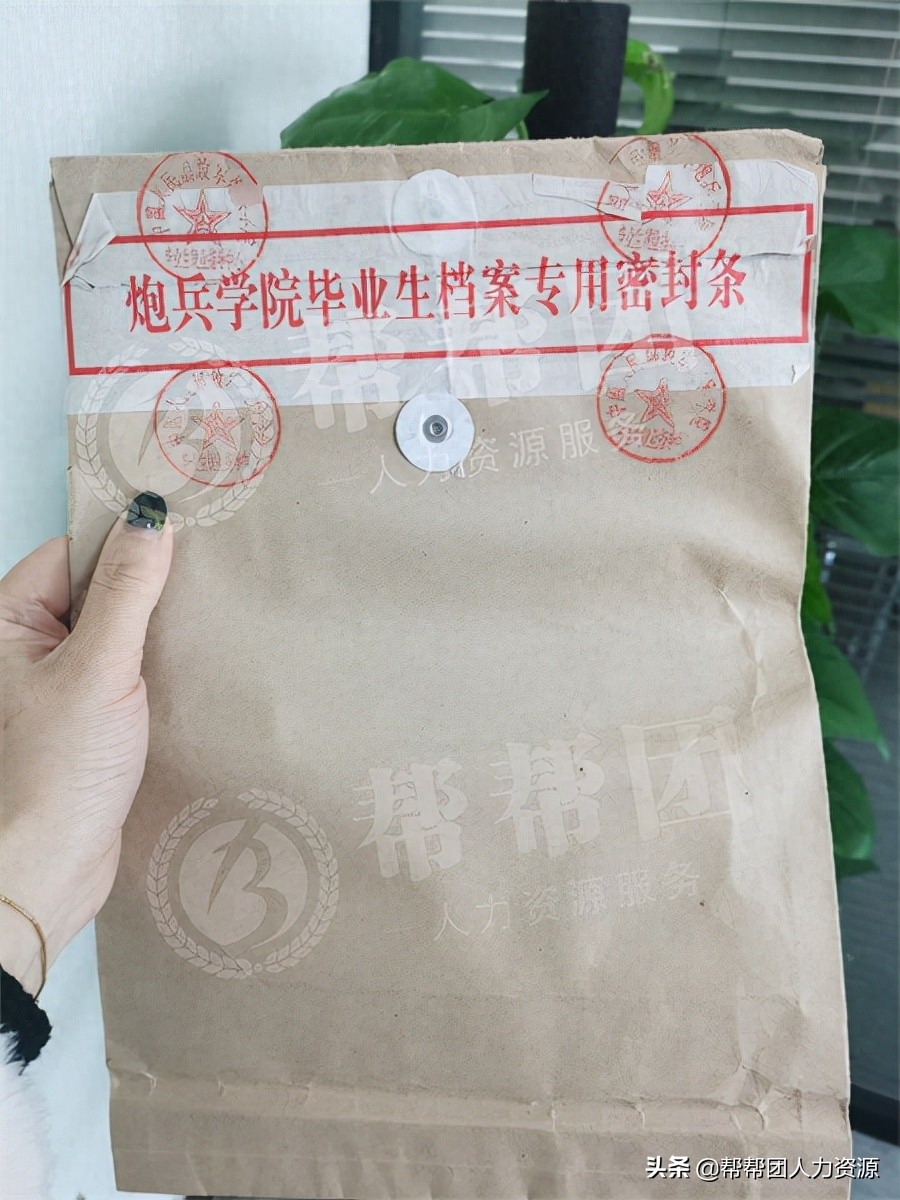 炮兵学院毕业生档案专用密封条
帮帮团
人力资源服务
帮帮团
人力资源服务
头条 @帮帮团人力资源